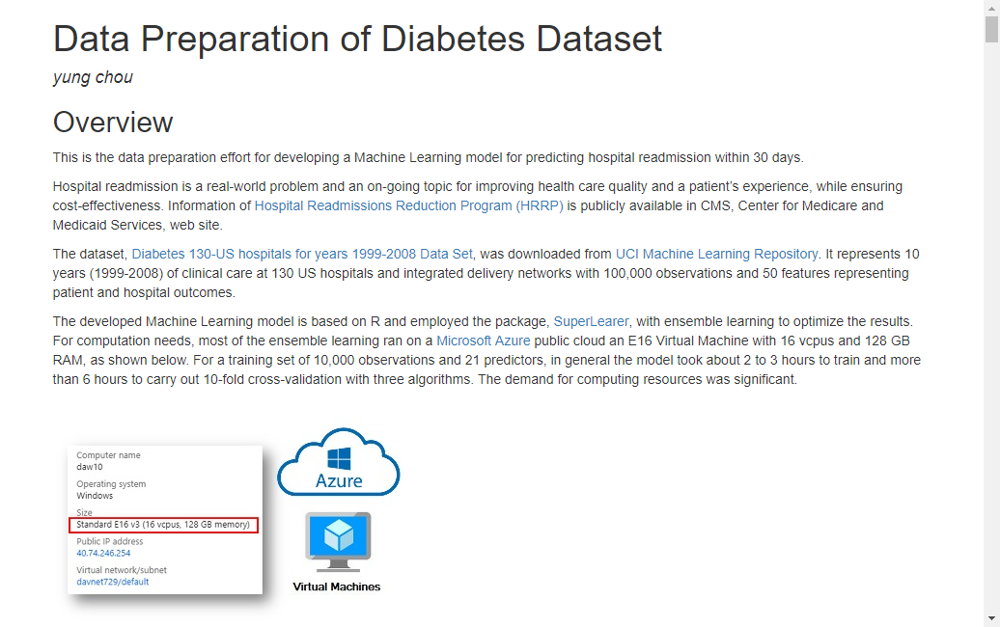 Data Preparation of Diabetes Dataset
yung chou
Overview
This is the data preparation effort for developing a Machine Learning model for predicting hospital readmission within 30 days.
Hospital readmission is a real-world problem and an on-going topic for improving health care quality and a patient’s experience, while ensuring
cost-effectiveness. Information of Hospital Readmissions Reduction Program (HRRP) is publicly available in CMS, Center for Medicare and
Medicaid Services, web site.
The dataset, Diabetes 130-US hospitals for years 1999-2008 Data Set, was downloaded from UCI Machine Learning Repository. It represents 10
years (1999-2008) of clinical care at 130 US hospitals and integrated delivery networks with 100,000 observations and 50 features representing
patient and hospital outcomes.
The developed Machine Learning model is based on R and employed the package, SuperLearer, with ensemble learning to optimize the results.
For computation needs, most of the ensemble learning ran on a Microsoft Azure public cloud an E16 Virtual Machine with 16 vcpus and 128 GB
RAM, as shown below. For a training set of 10,000 observations and 21 predictors, in general the model took about 2 to 3 hours to train and more
than 6 hours to carry out 10-fold cross-validation with three algorithms. The demand for computing resources was significant.
Computer name
daw10
Operating system
Windows
Size
Standard E16 v3 (16 vcpus, 128 GB memory)
Public IP address
40.74.246.254
Virtual network/subnet
davnet729/default
Azure
Virtual Machines